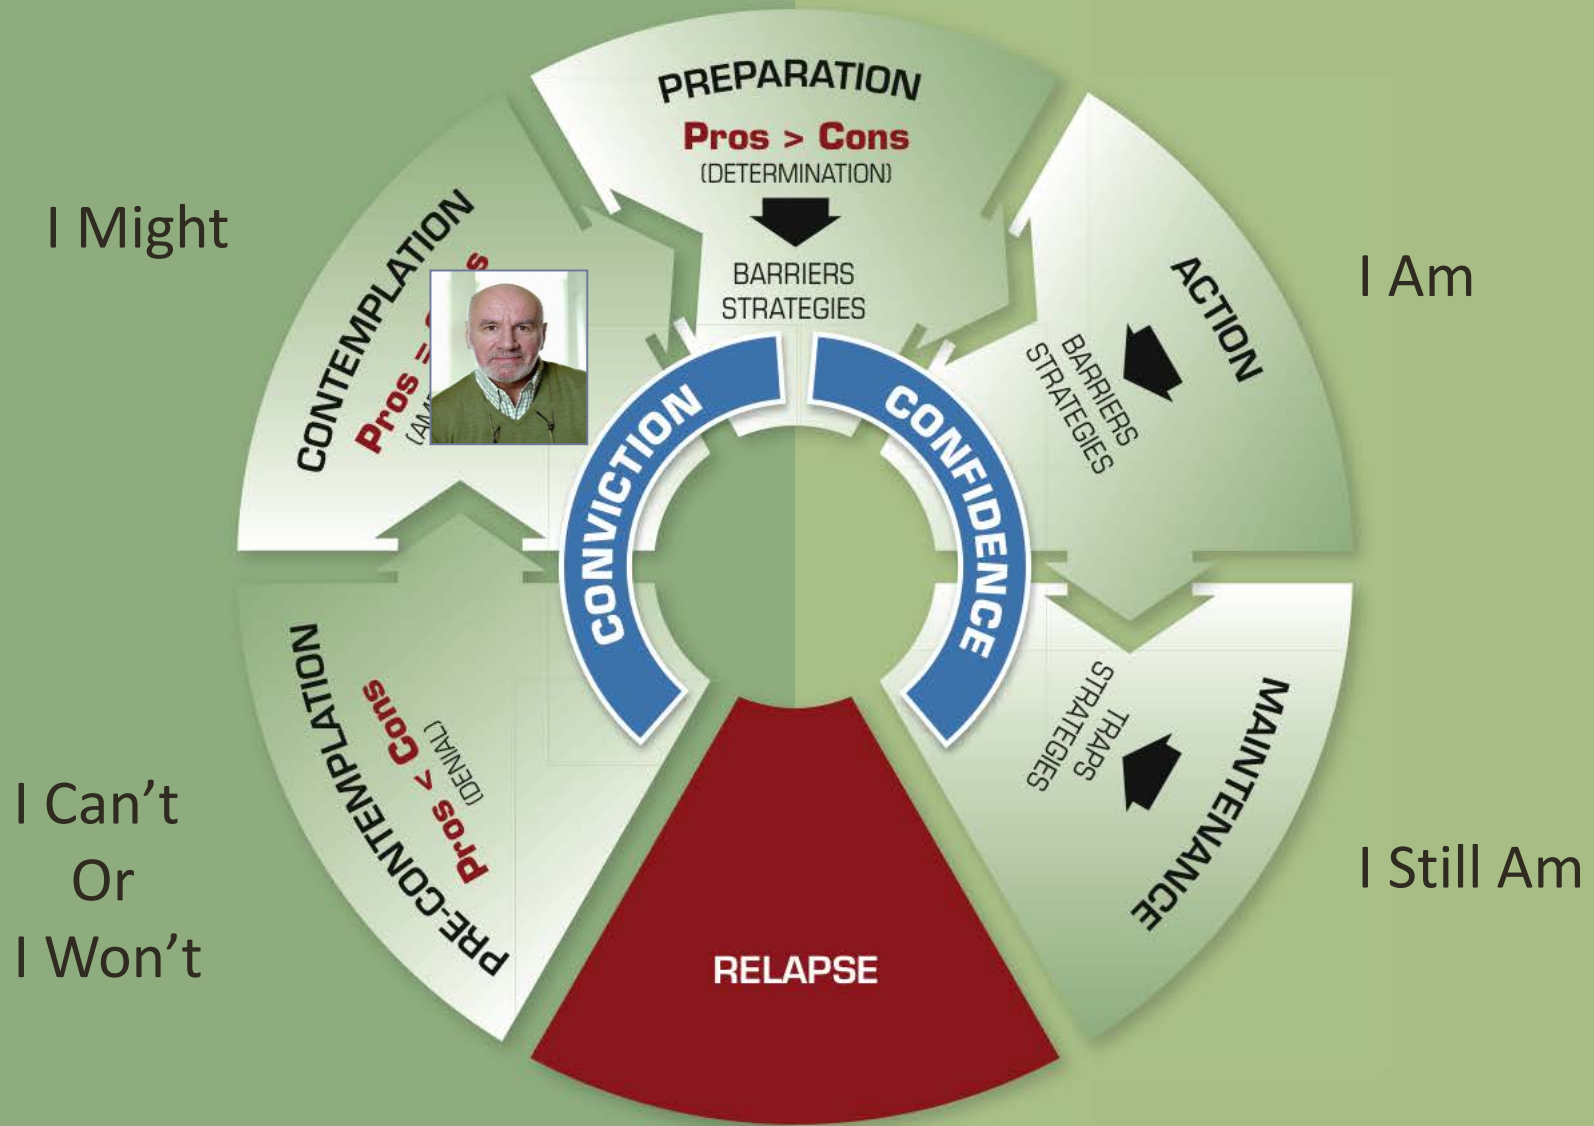 PREPARATION
Pros > Cons
(DETERMINATION)
BARRIERS
STRATEGIES
I Might
CONTEMPLATION
Pros =
I Am
ACTION
BARRIERS
STRATEGIES
CONVICTION
CONFIDENCE
I Can’t
Or
I Won’t
PRE-CONTEMPLATION
Pros < Cons
(DENIAL)
MAINTENANCE
TRAPS
STRATEGIES
I Still Am
RELAPSE